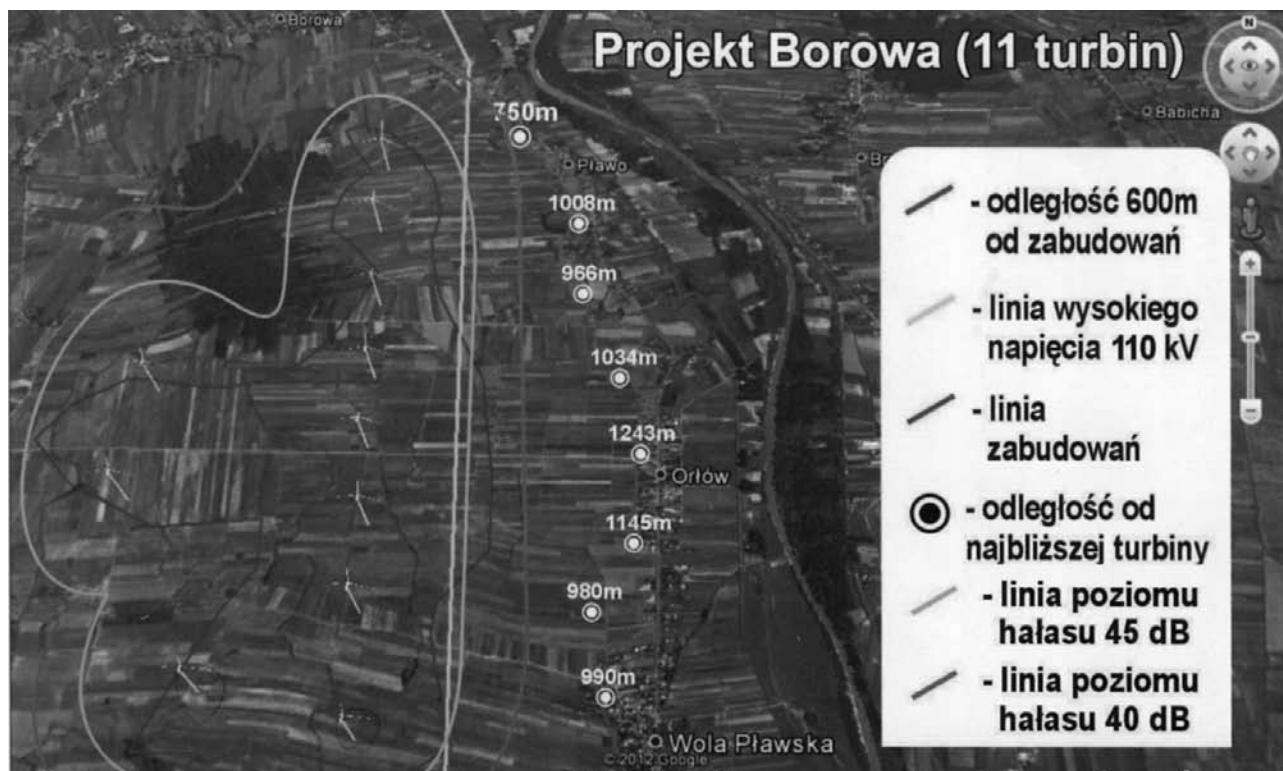 Borowa
Projekt Borowa (11 turbin)
N
Babicha
750m
Pławo
1008m
966m
1034m
1243m
Orłów
1145m
980m
990m
Wola Pławska
© 2012 Google
- odległość 600m
od zabudowań
- linia wysokiego
napięcia 110 kV
- linia
zabudowań
- odległość od
najbliższej turbiny
- linia poziomu
hałasu 45 dB
- linia poziomu
hałasu 40 dB